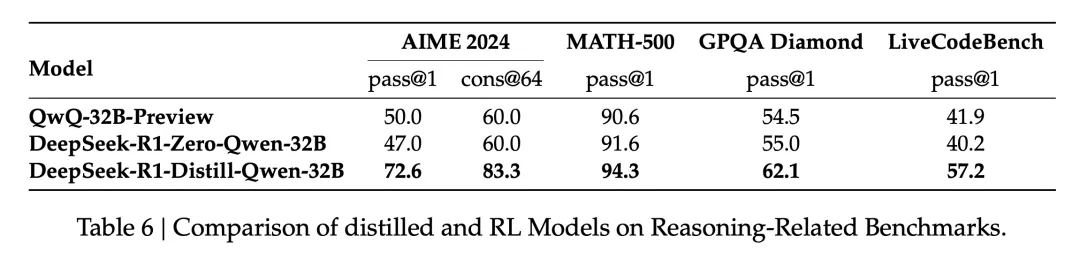 Model AIME 2024 MATH-500 GPQA Diamond LiveCodeBench
pass@1 cons@64 pass@1 pass@1 pass@1
QwQ-32B-Preview 50.0 60.0 90.6 54.5 41.9
DeepSeek-R1-Zero-Qwen-32B 47.0 60.0 91.6 55.0 40.2
DeepSeek-R1-Distill-Qwen-32B 72.6 83.3 94.3 62.1 57.2
Table 6 | Comparison of distilled and RL Models on Reasoning-Related Benchmarks.